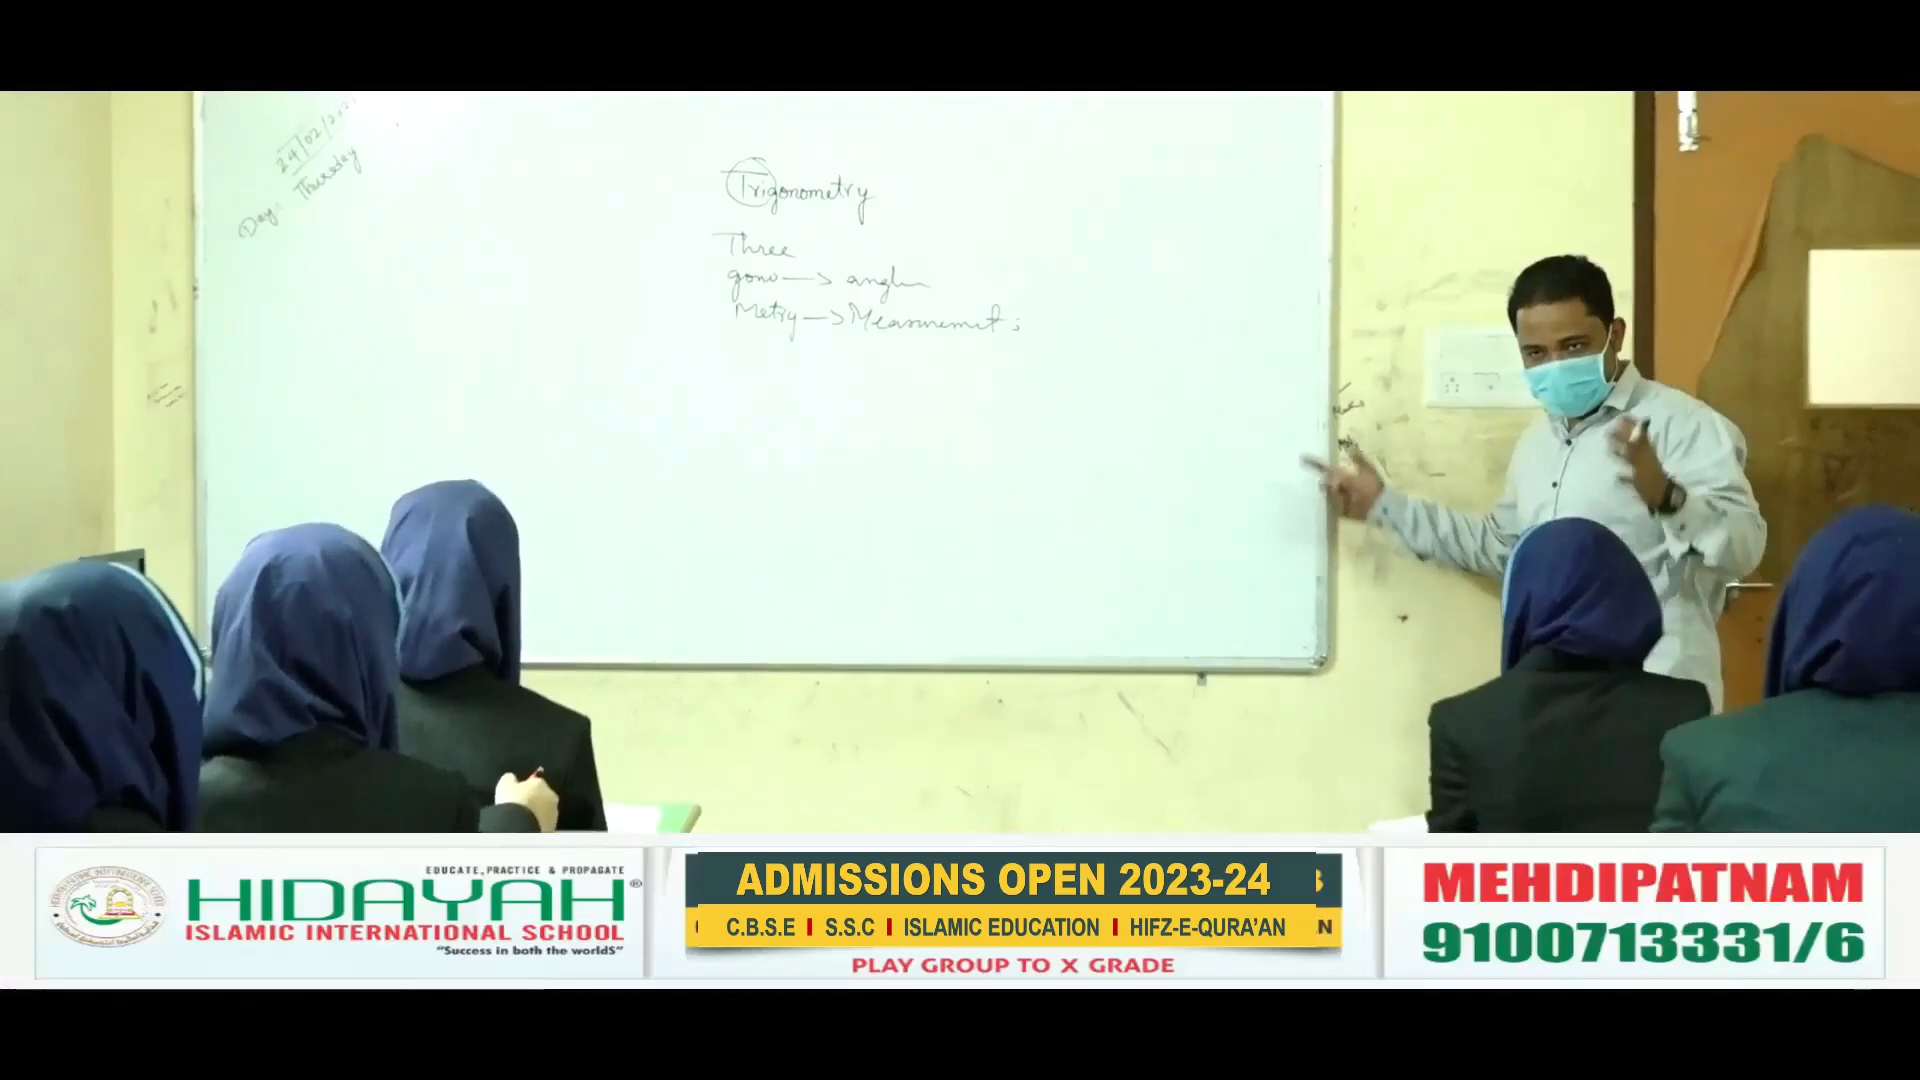 24/02/202
Day: Thursday
Trigonometry
Three
gono → angle
Metry → Measurement :
EDUCATE, PRACTICE & PROPAGATE
HIDAYAH®
ISLAMIC INTERNATIONAL SCHOOL
"Success in both the worldS"
ADMISSIONS OPEN 2023-24
C.B.S.E I S.S.C I ISLAMIC EDUCATION I HIFZ-E-QURA'AN
PLAY GROUP TO X GRADE
MEHDIPATNAM
9100713331/6